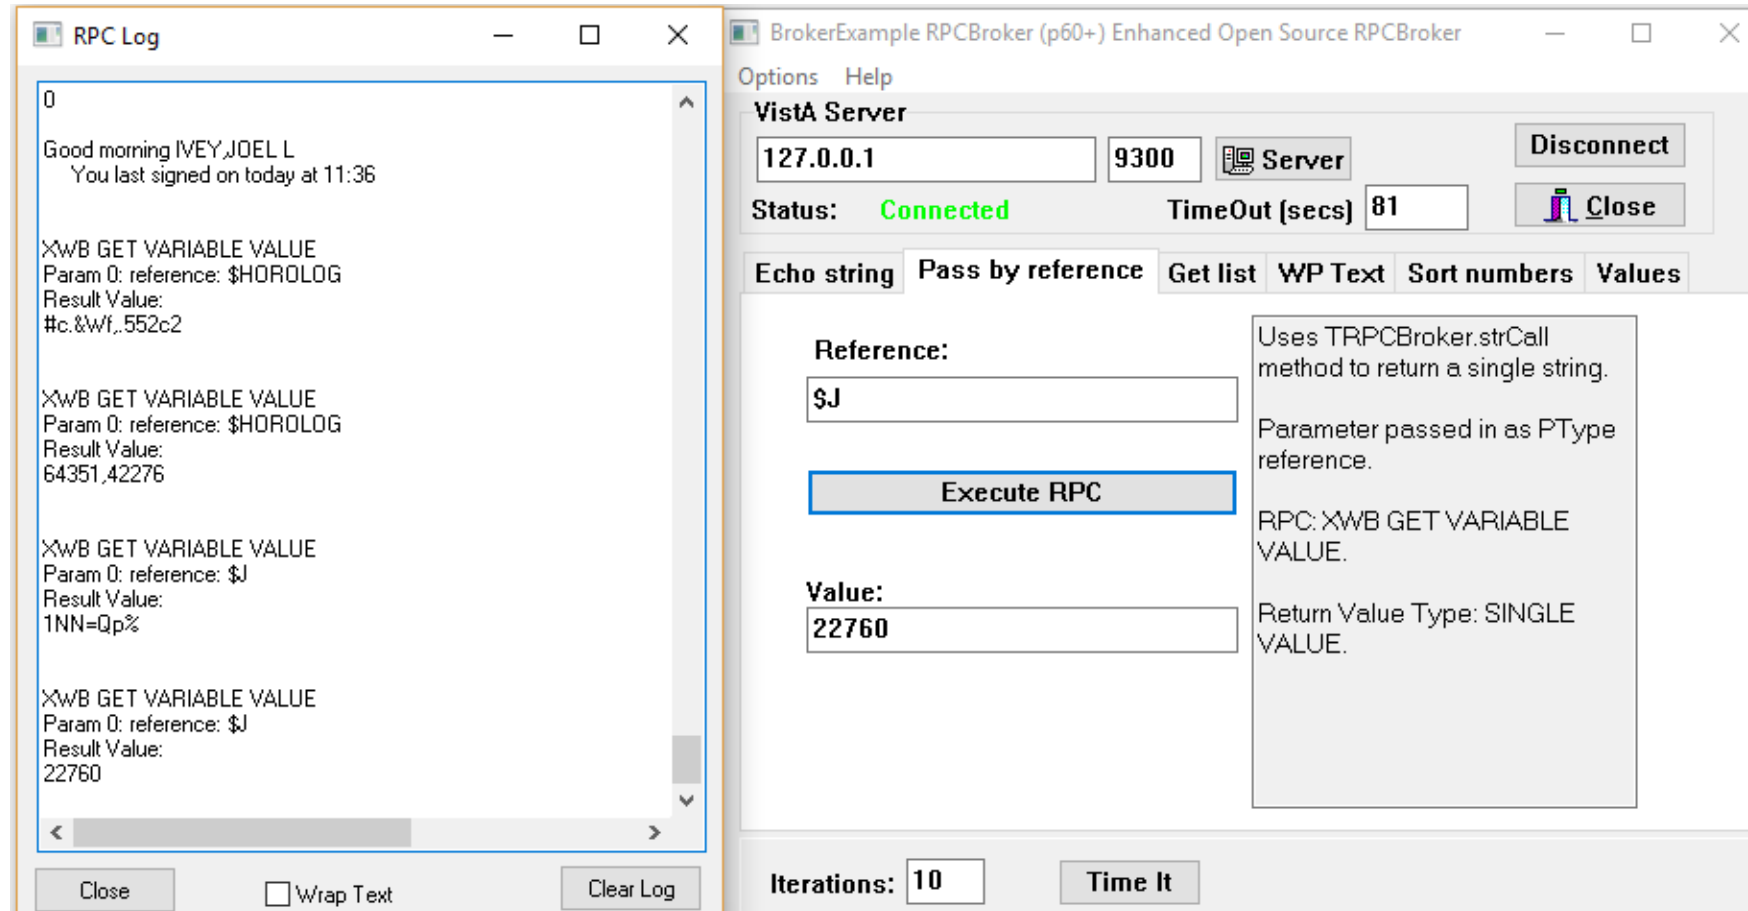 RPC Log
0
Good morning IVEY,JOEL L
You last signed on today at 11:36
XWB GET VARIABLE VALUE
Param 0: reference: $HOROLOG
Result Value:
#c.&Wf,.552c2
XWB GET VARIABLE VALUE
Param 0: reference: $HOROLOG
Result Value:
64351,42276
XWB GET VARIABLE VALUE
Param 0: reference: $J
Result Value:
1NN=Qp%
XWB GET VARIABLE VALUE
Param 0: reference: $J
Result Value:
22760
Close
Wrap Text
Clear Log
BrokerExample RPCBroker (p60+) Enhanced Open Source RPCBroker
Options Help
VistA Server
127.0.0.1 9300 Server Disconnect
Status: Connected TimeOut (secs) 81 Close
Echo string Pass by reference Get list WP Text Sort numbers Values
Reference:
$J
Execute RPC
Value:
22760
Uses TRPCBroker.strCall
method to return a single string.
Parameter passed in as PType
reference.
RPC: XWB GET VARIABLE
VALUE.
Return Value Type: SINGLE
VALUE.
Iterations: 10 Time It